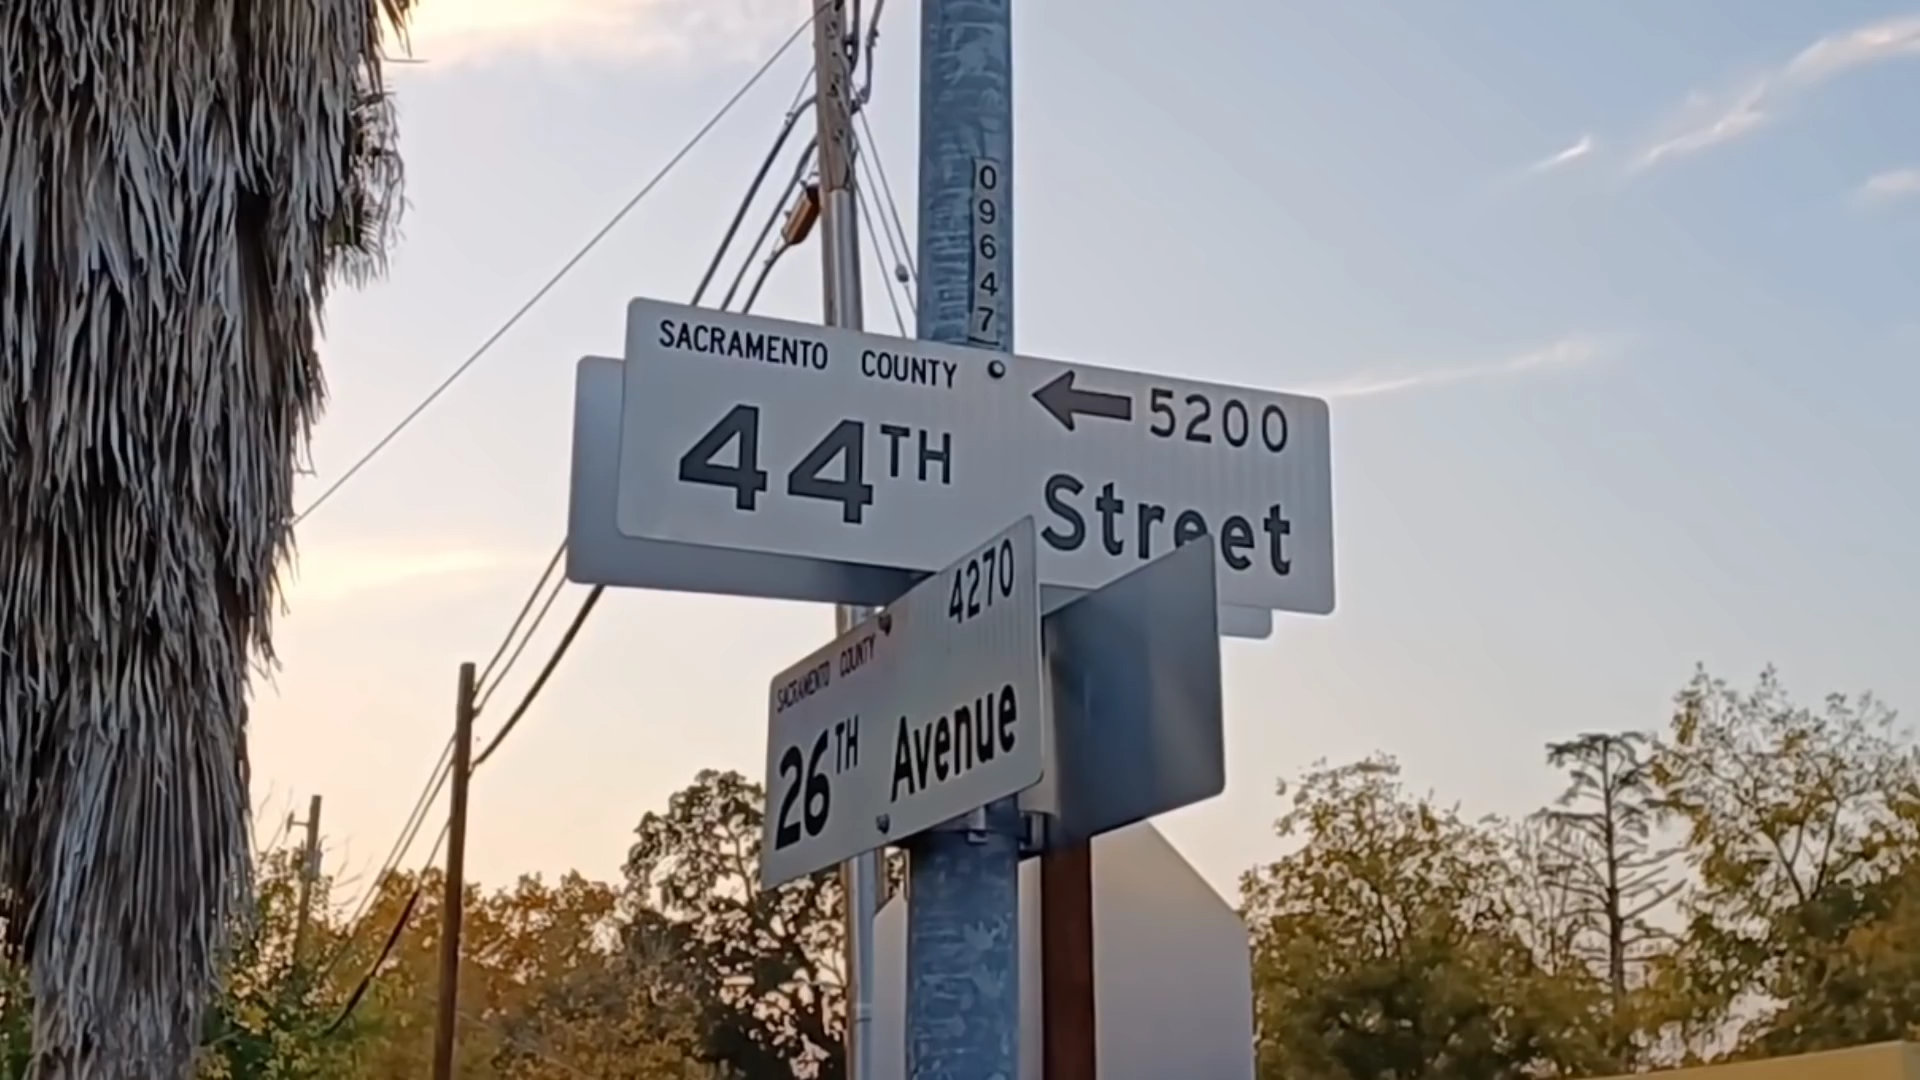 09647
SACRAMENTO COUNTY
← 5200
44TH Street
4270
SACRAMENTO COUNTY
26TH Avenue